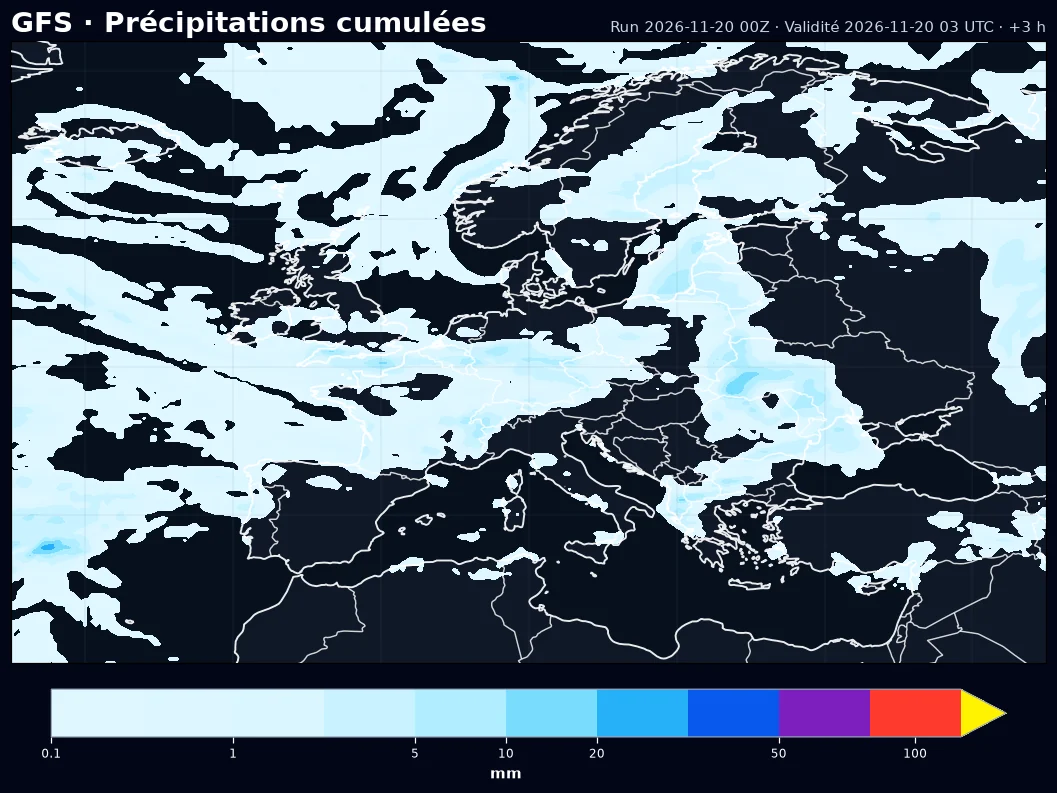 GFS · Précipitations cumulées
Run 2026-11-20 00Z · Validité 2026-11-20 03 UTC · +3 h
0.1 1 5 10 20 50 100
mm